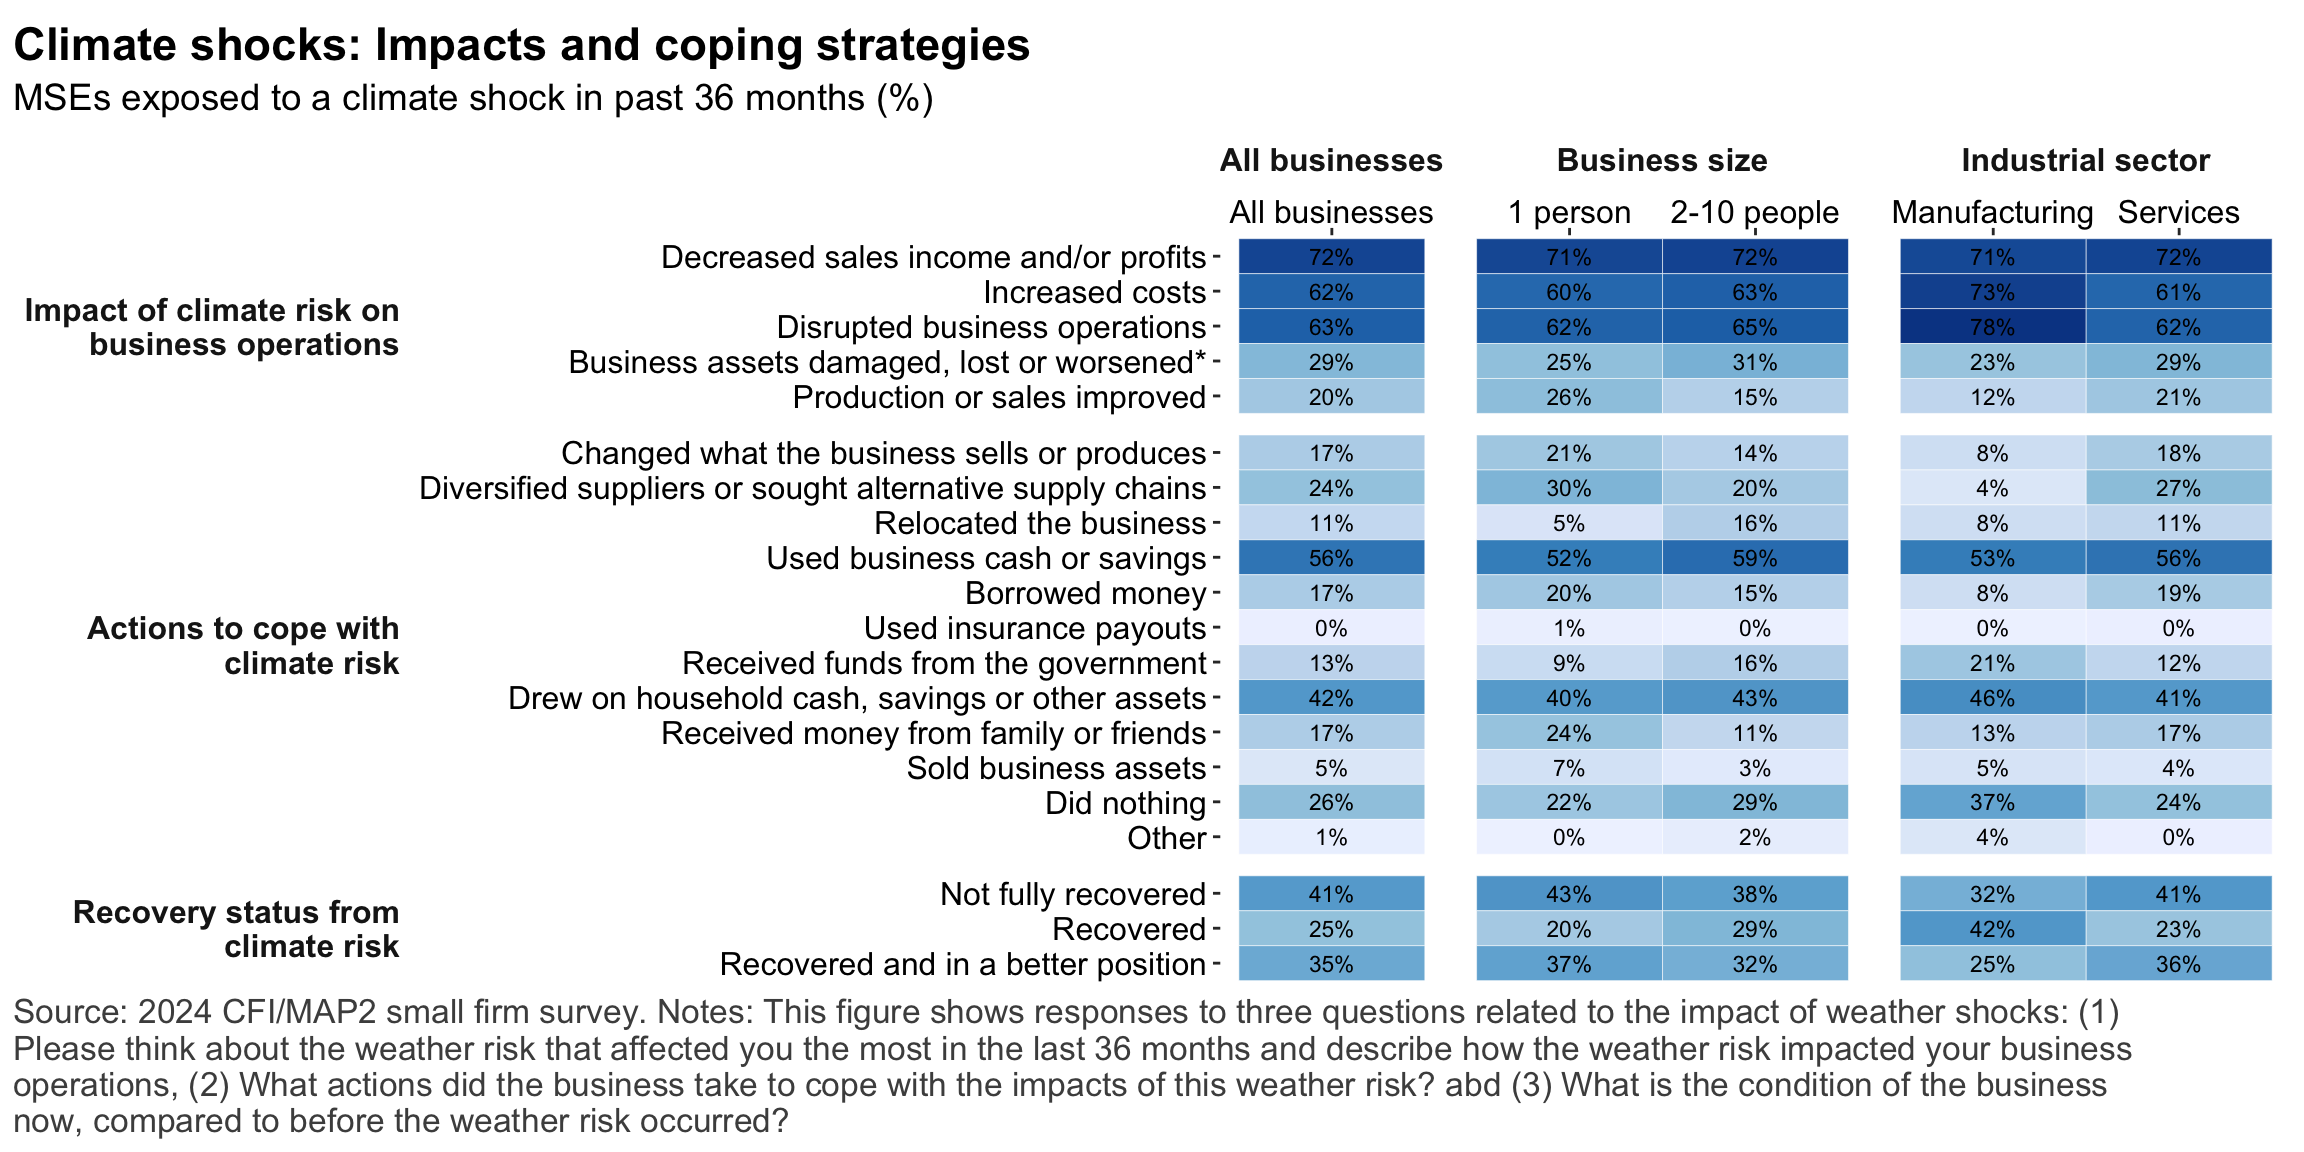 Climate shocks: Impacts and coping strategies
MSEs exposed to a climate shock in past 36 months (%)
All businesses Business size Industrial sector
All businesses 1 person 2-10 people Manufacturing Services
Impact of climate risk on
business operations
Decreased sales income and/or profits 72% 71% 72% 71% 72%
Increased costs 62% 60% 63% 73% 61%
Disrupted business operations 63% 62% 65% 78% 62%
Business assets damaged, lost or worsened* 29% 25% 31% 23% 29%
Production or sales improved 20% 26% 15% 12% 21%
Actions to cope with
climate risk
Changed what the business sells or produces 17% 21% 14% 8% 18%
Diversified suppliers or sought alternative supply chains 24% 30% 20% 4% 27%
Relocated the business 11% 5% 16% 8% 11%
Used business cash or savings 56% 52% 59% 53% 56%
Borrowed money 17% 20% 15% 8% 19%
Used insurance payouts 0% 1% 0% 0% 0%
Received funds from the government 13% 9% 16% 21% 12%
Drew on household cash, savings or other assets 42% 40% 43% 46% 41%
Received money from family or friends 17% 24% 11% 13% 17%
Sold business assets 5% 7% 3% 5% 4%
Did nothing 26% 22% 29% 37% 24%
Other 1% 0% 2% 4% 0%
Recovery status from
climate risk
Not fully recovered 41% 43% 38% 32% 41%
Recovered 25% 20% 29% 42% 23%
Recovered and in a better position 35% 37% 32% 25% 36%
Source: 2024 CFI/MAP2 small firm survey. Notes: This figure shows responses to three questions related to the impact of weather shocks: (1)
Please think about the weather risk that affected you the most in the last 36 months and describe how the weather risk impacted your business
operations, (2) What actions did the business take to cope with the impacts of this weather risk? abd (3) What is the condition of the business
now, compared to before the weather risk occurred?